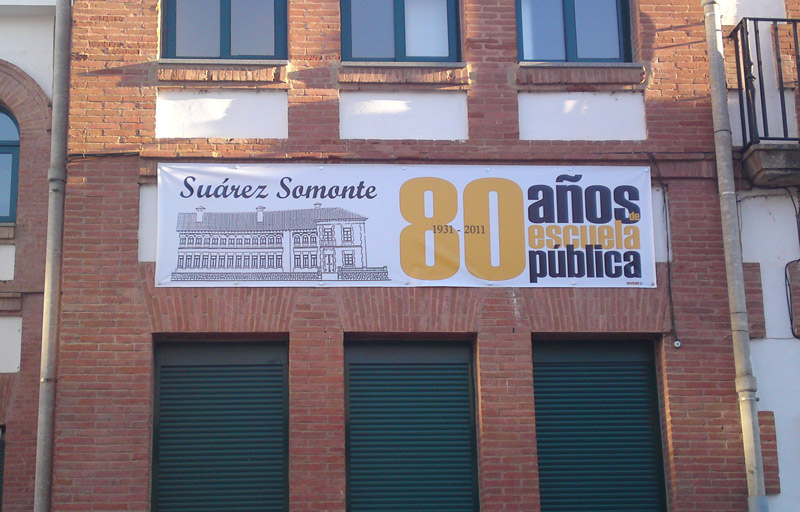 Suárez Somonte
80
1931 - 2011
años
de
escuela
pública